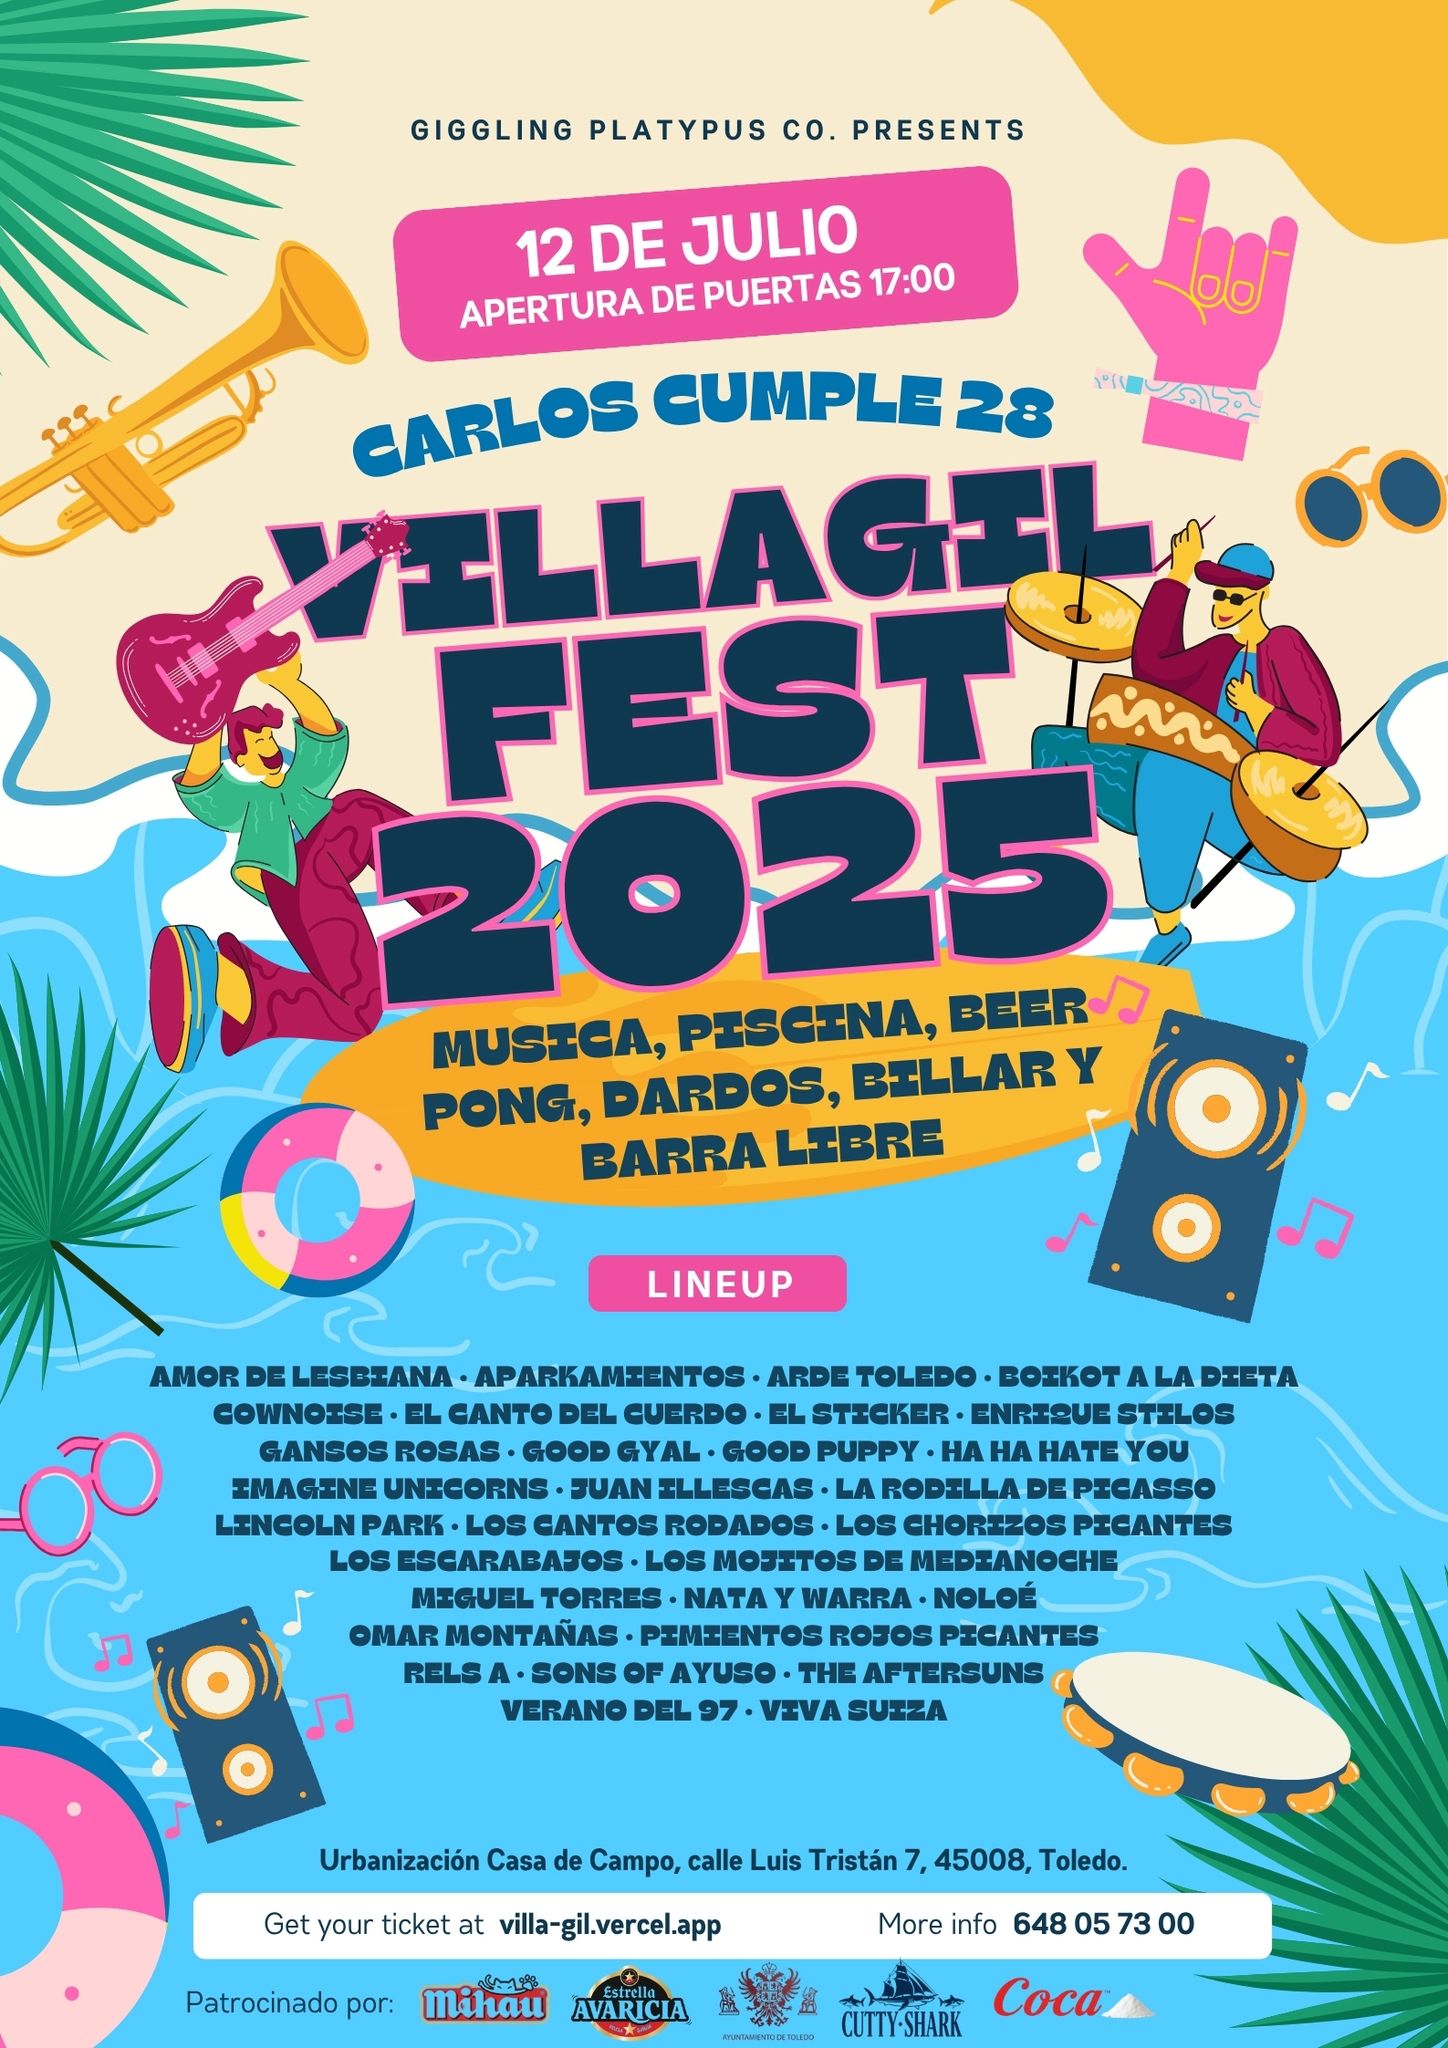 GIGGLING PLATYPUS CO. PRESENTS
12 DE JULIO
APERTURA DE PUERTAS 17:00
CARLOS CUMPLE 28
VILLAGIL
FEST
2025
MUSICA, PISCINA, BEER
PONG, DARDOS, BILLAR Y
BARRA LIBRE
LINEUP
AMOR DE LESBIANA · APARKAMIENTOS · ARDE TOLEDO · BOIKOT A LA DIETA
COWNOISE · EL CANTO DEL CUERDO · EL STICKER · ENRIQUE STILOS
GANSOS ROSAS · GOOD GYAL · GOOD PUPPY · HA HA HATE YOU
IMAGINE UNICORNS · JUAN ILLESCAS · LA RODILLA DE PICASSO
LINCOLN PARK · LOS CANTOS RODADOS · LOS CHORIZOS PICANTES
LOS ESCARABAJOS · LOS MOJITOS DE MEDIANOCHE
MIGUEL TORRES · NATA Y WARRA · NOLOÉ
OMAR MONTAÑAS · PIMIENTOS ROJOS PICANTES
RELS A · SONS OF AYUSO · THE AFTERSUNS
VERANO DEL 97 · VIVA SUIZA
Urbanización Casa de Campo, calle Luis Tristán 7, 45008, Toledo.
Get your ticket at villa-gil.vercel.app More info 648 05 73 00
Patrocinado por: Mihau Estrella AVARICIA AYUNTAMIENTO DE TOLEDO CUTTY·SHARK Coca